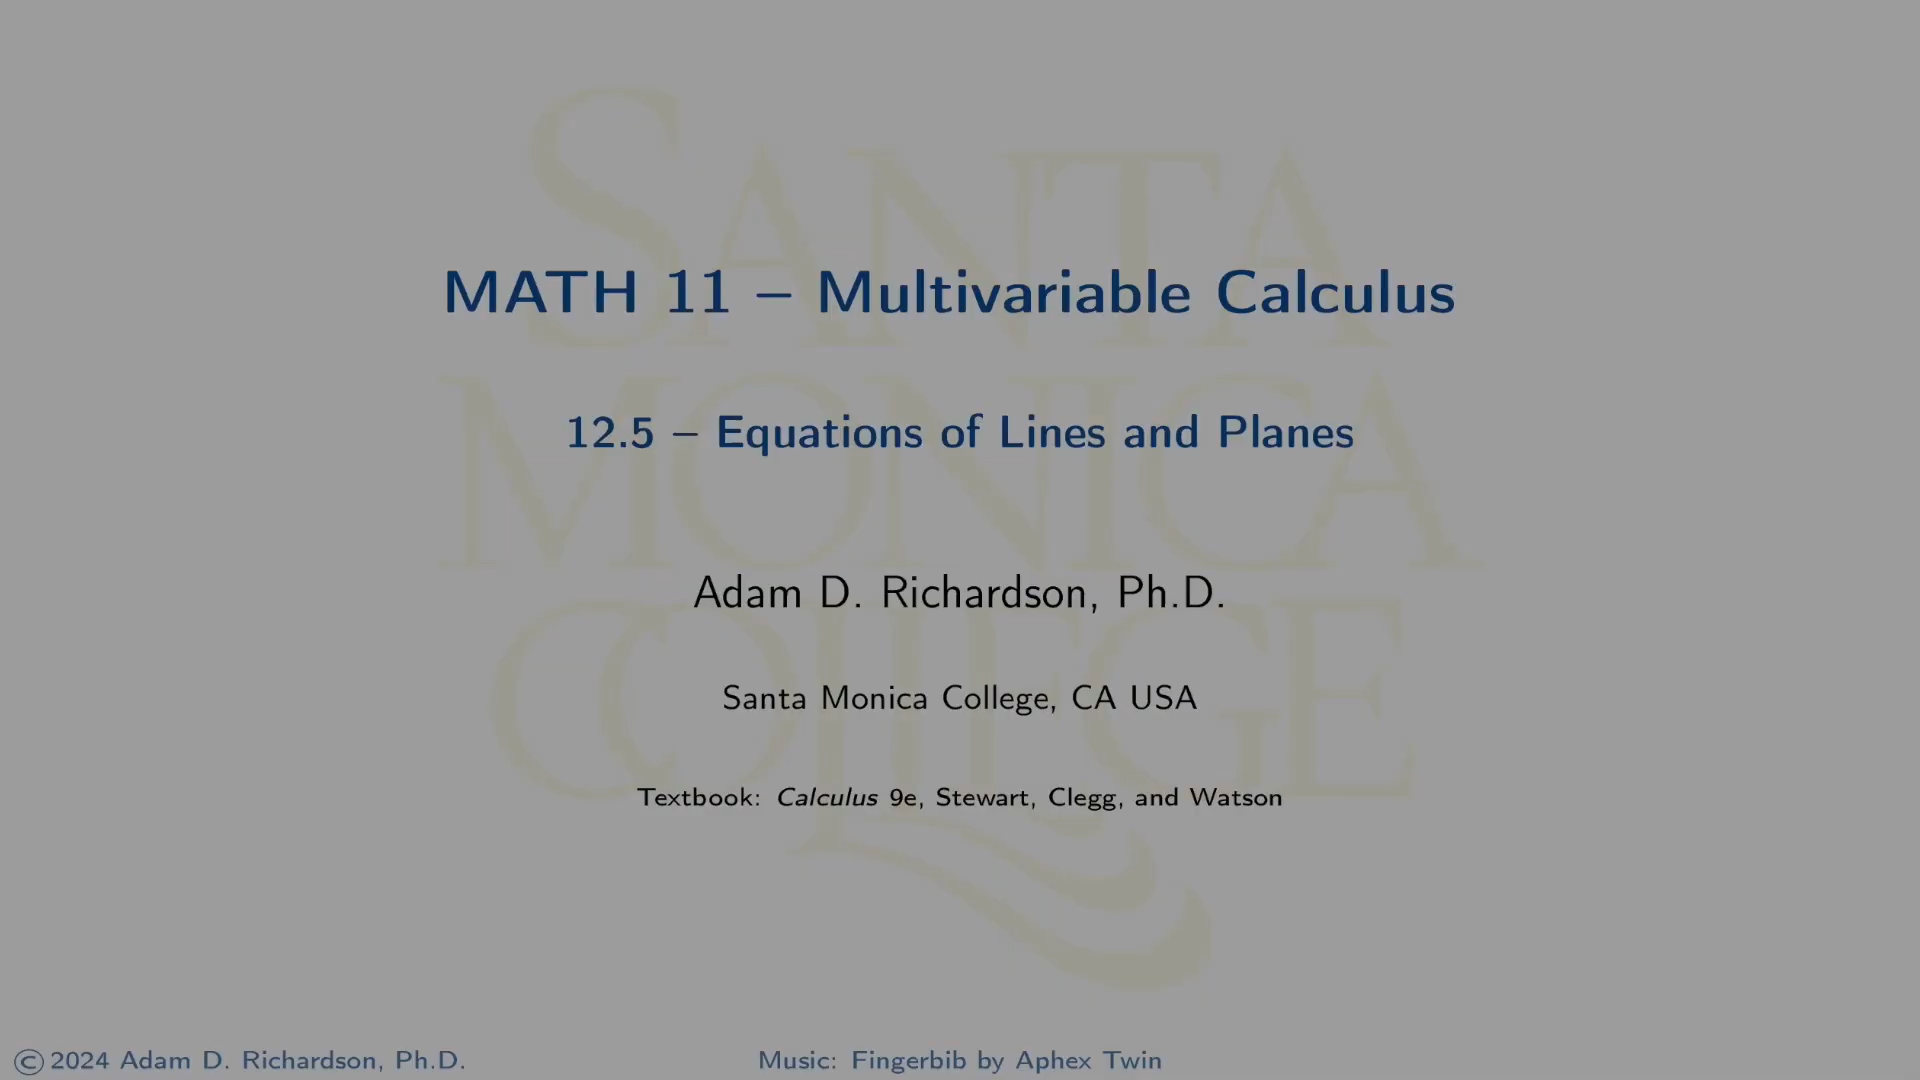 SANTA
MONICA
COLLEGE
MATH 11 – Multivariable Calculus
12.5 – Equations of Lines and Planes
Adam D. Richardson, Ph.D.
Santa Monica College, CA USA
Textbook: Calculus 9e, Stewart, Clegg, and Watson
©2024 Adam D. Richardson, Ph.D.
Music: Fingerbib by Aphex Twin